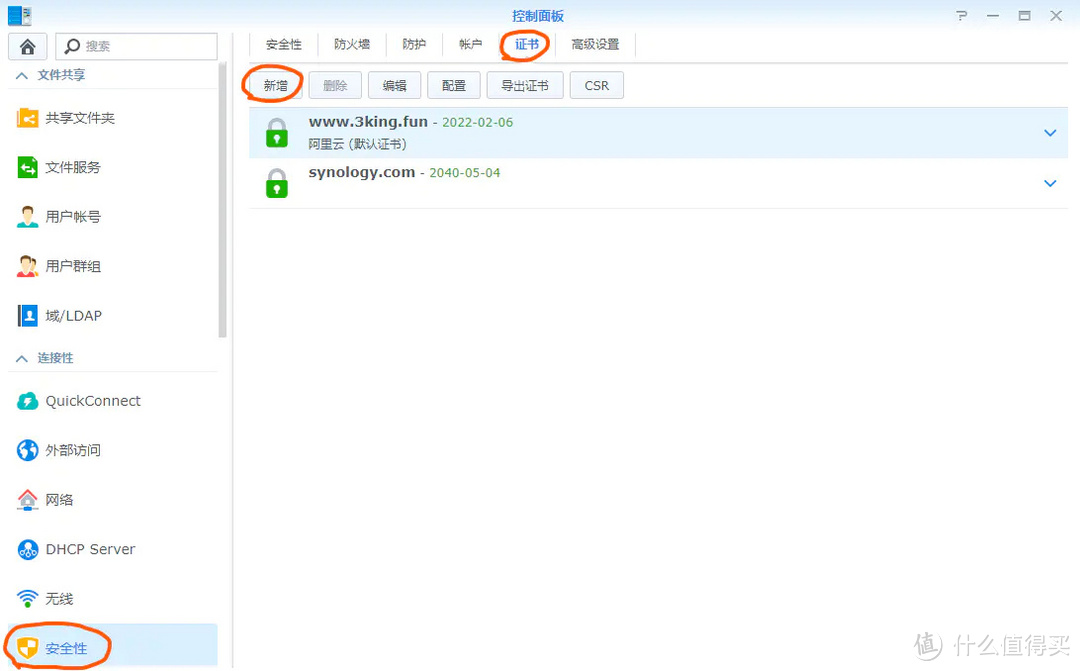 控制面板
搜索
安全性 防火墙 防护 帐户 证书 高级设置
文件共享
新增 删除 编辑 配置 导出证书 CSR
共享文件夹
www.3king.fun - 2022-02-06
阿里云 (默认证书)
文件服务
synology.com - 2040-05-04
用户帐号
用户群组
域/LDAP
连接性
QuickConnect
外部访问
网络
DHCP Server
无线
安全性
值 什么值得买